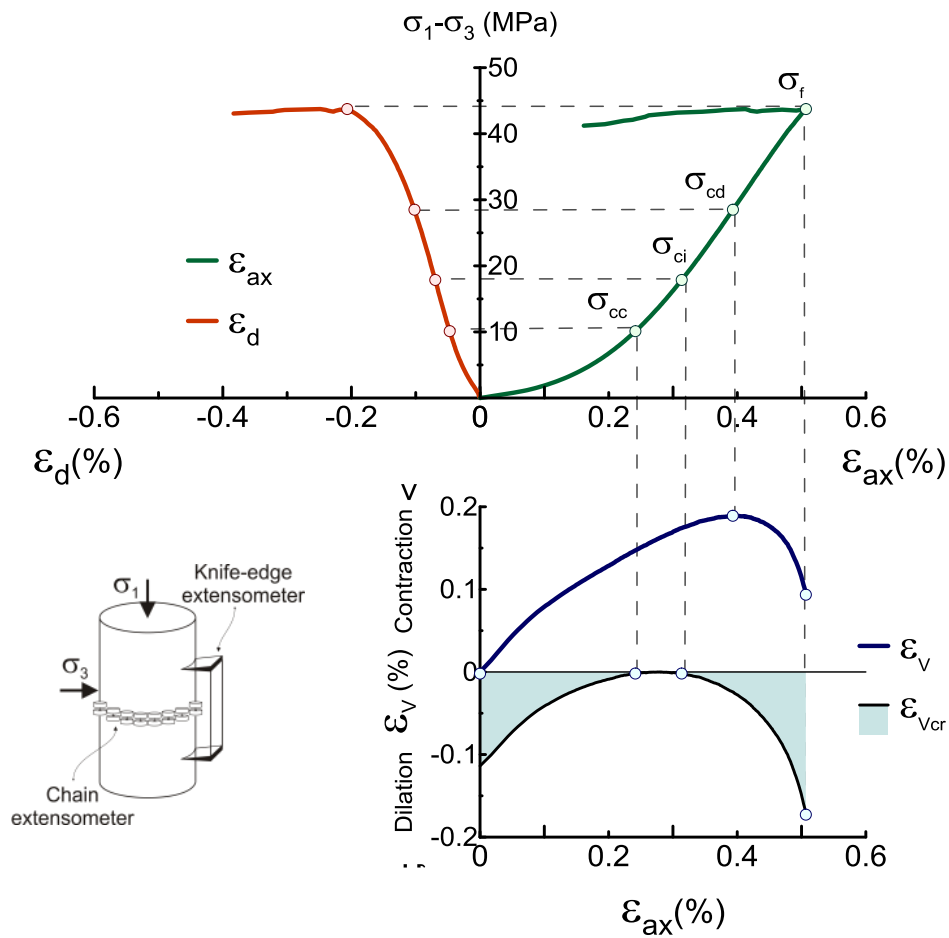 σ1-σ3 (MPa)
50
40
30
20
10
σf
σcd
σci
σcc
εax
εd
-0.6
-0.4
-0.2
0
0.2
0.4
0.6
εd(%)
εax(%)
Knife-edge
extensometer
σ1
σ3
Chain
extensometer
εV(%)
Contraction
Dilation
0.2
0.1
0
-0.1
-0.2
εV
εVcr
0
0.2
0.4
0.6
εax(%)